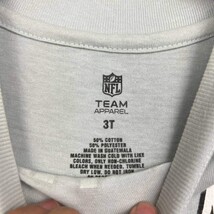 NFL
TEAM
APPAREL
3T
50% COTTON
50% POLYESTER
MADE IN GUATEMALA
MACHINE WASH COLD WITH LIKE
COLORS. ONLY NON-CHLORINE
BLEACH WHEN NEEDED. TUMBLE
DRY LOW. DO NOT IRON